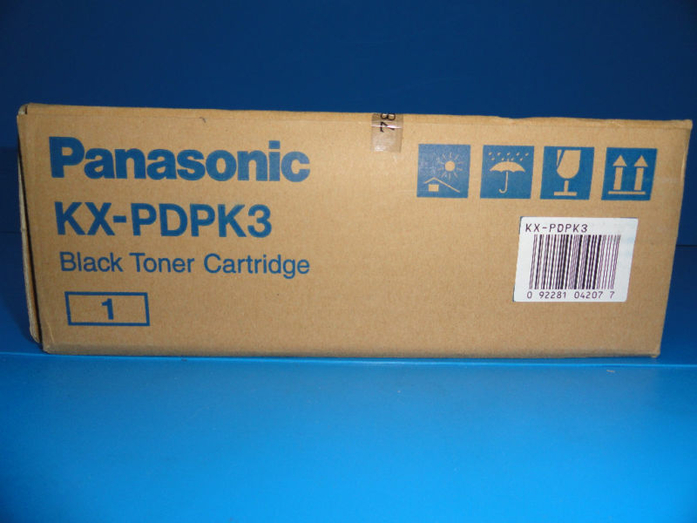 Panasonic
KX-PDPK3
Black Toner Cartridge
1
KX-PDPK3
0 92281 04207 7